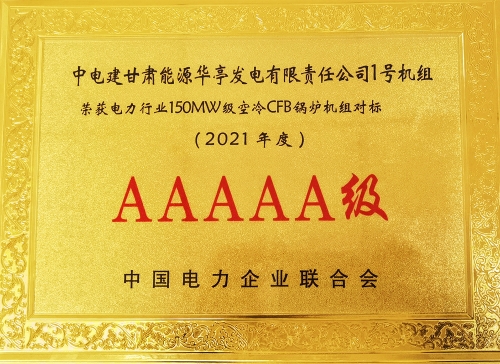 中电建甘肃能源华亭发电有限责任公司1号机组
荣获电力行业150MW级空冷CFB锅炉机组对标
（2021年度）
AAAAA级
中国电力企业联合会